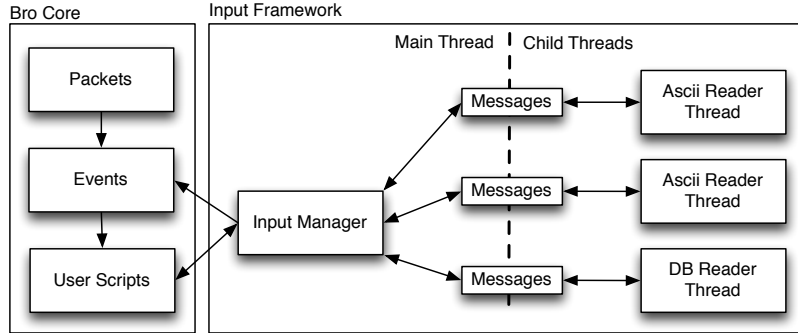 Bro Core
Input Framework
Main Thread
Child Threads
Packets
Events
User Scripts
Input Manager
Messages
Ascii Reader
Thread
Messages
Ascii Reader
Thread
Messages
DB Reader
Thread